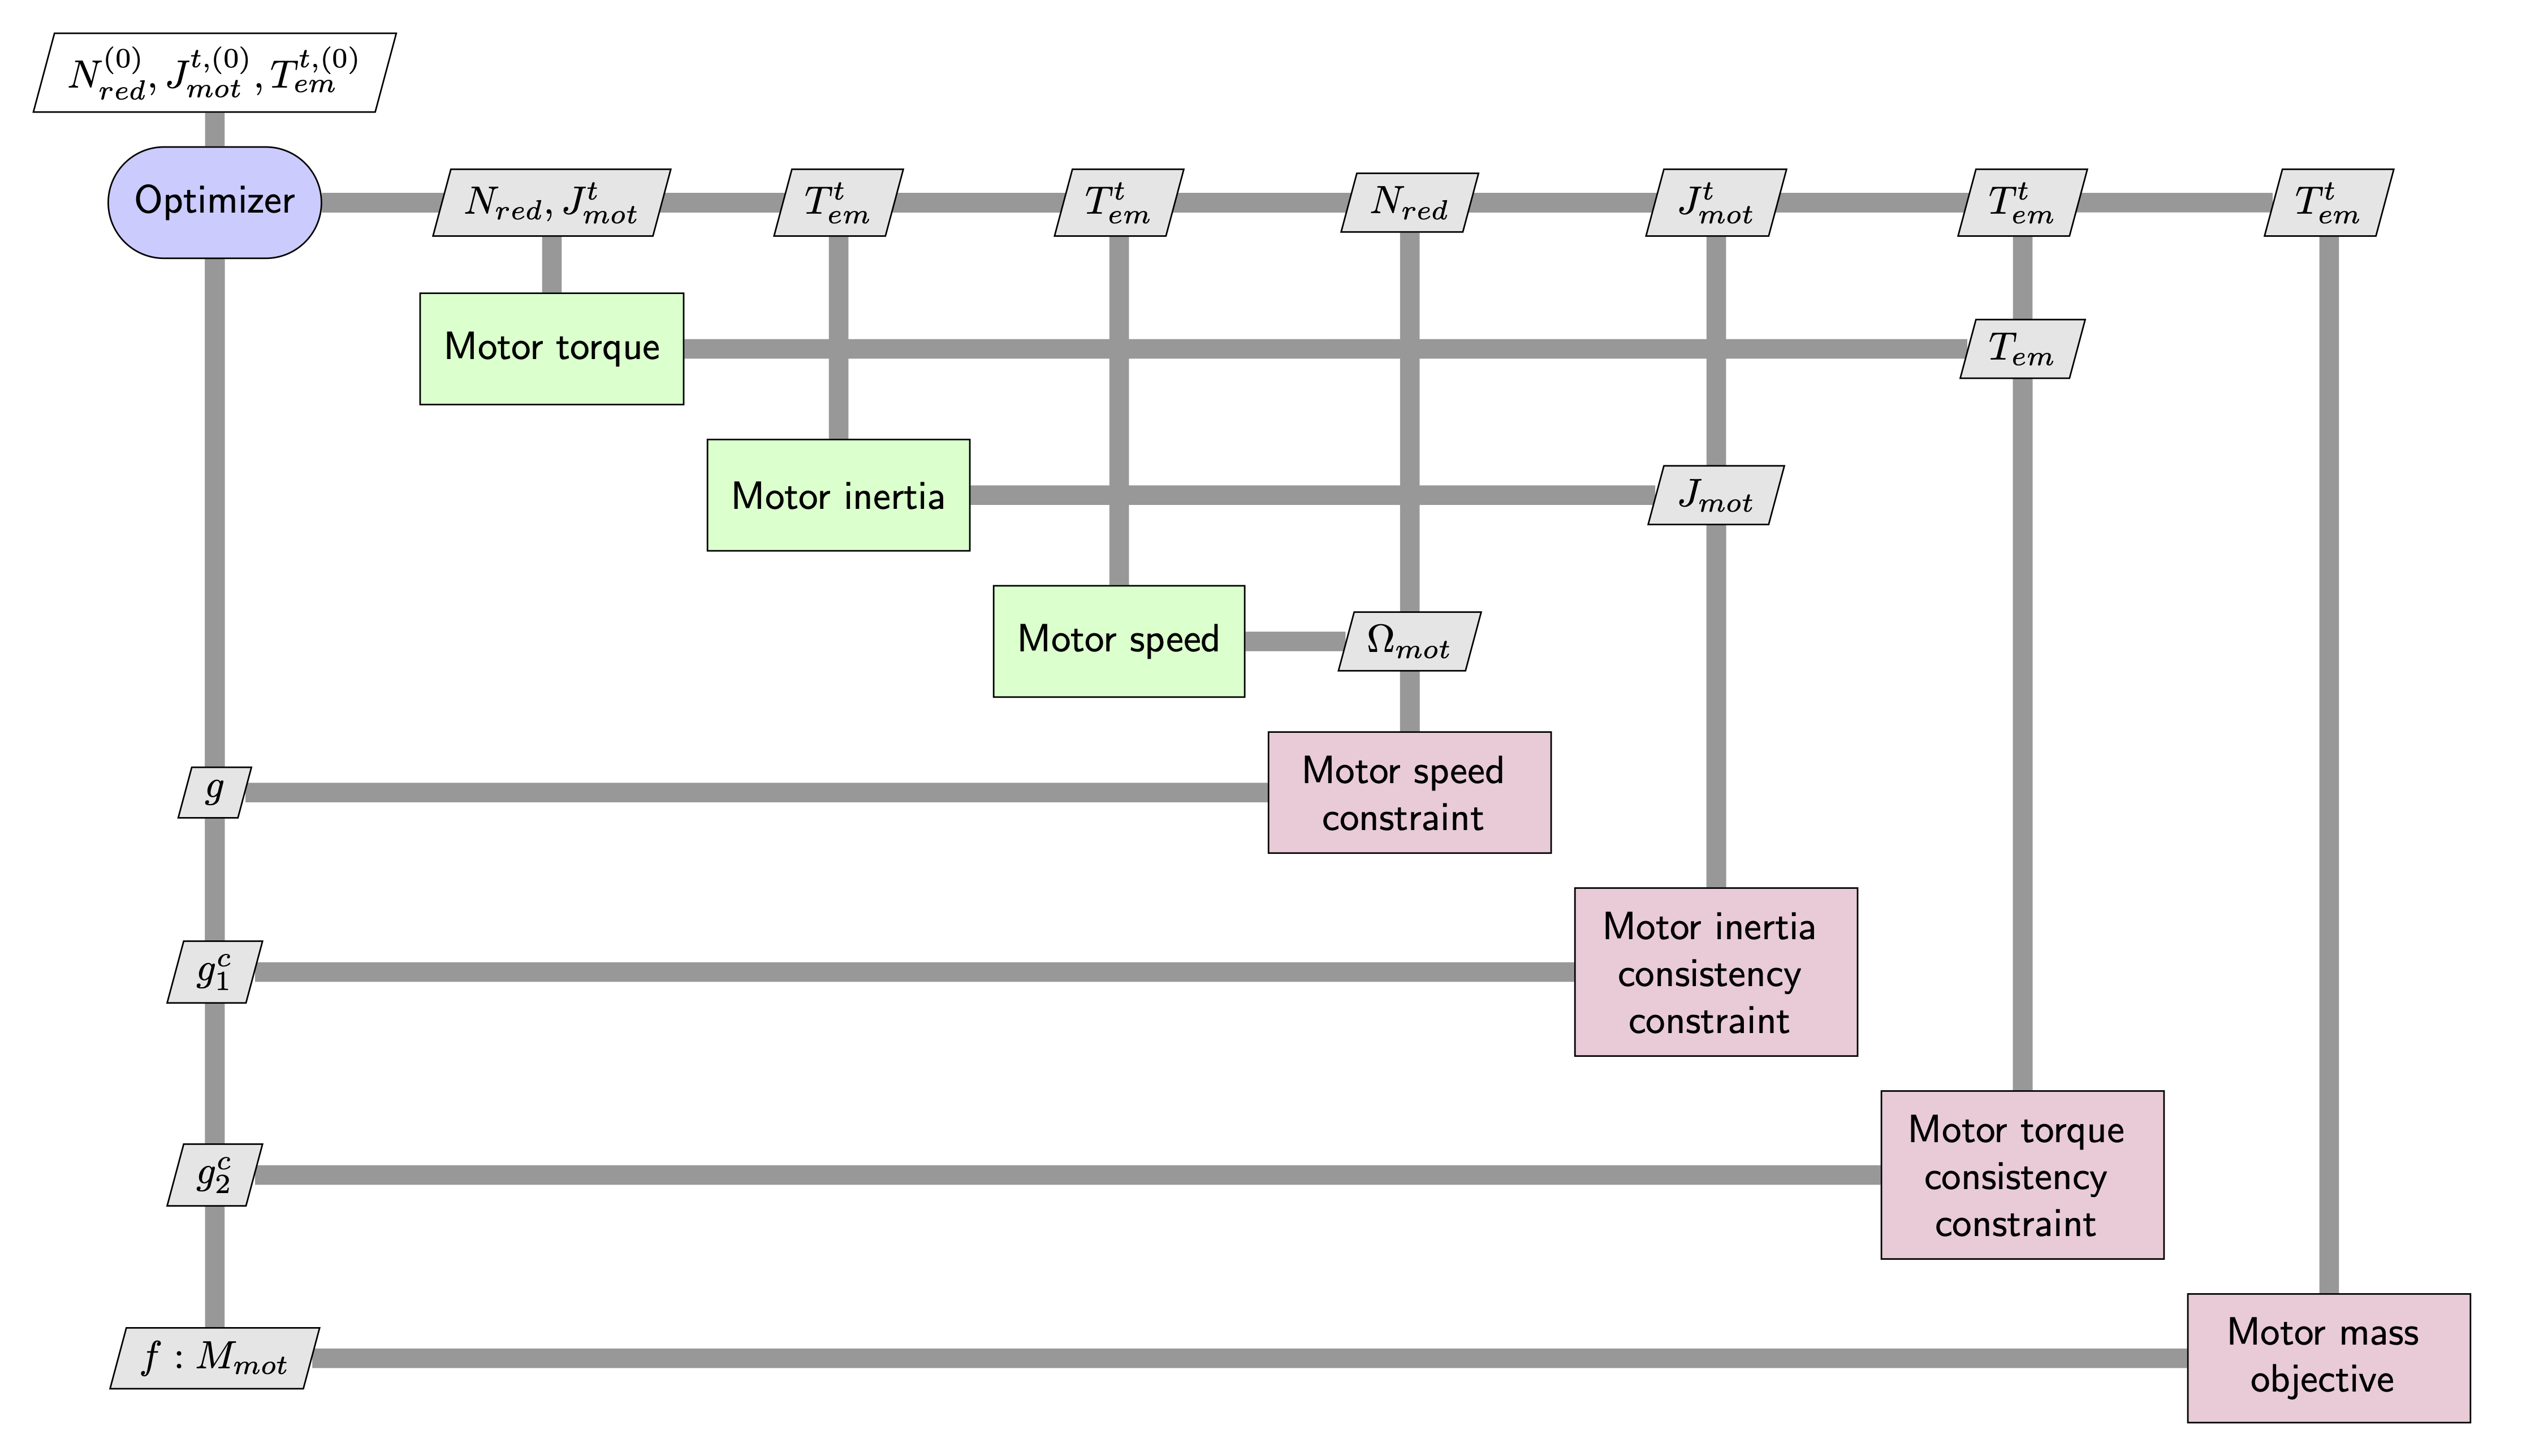 $N_{red}^{(0)}, J_{mot}^{t,(0)}, T_{em}^{t,(0)}$
Optimizer
$N_{red}, J_{mot}^{t}$
$T_{em}^{t}$
$T_{em}^{t}$
$N_{red}$
$J_{mot}^{t}$
$T_{em}^{t}$
$T_{em}^{t}$
Motor torque
$T_{em}$
Motor inertia
$J_{mot}$
Motor speed
$\Omega_{mot}$
$g$
Motor speed
constraint
$g_1^c$
Motor inertia
consistency
constraint
$g_2^c$
Motor torque
consistency
constraint
$f : M_{mot}$
Motor mass
objective